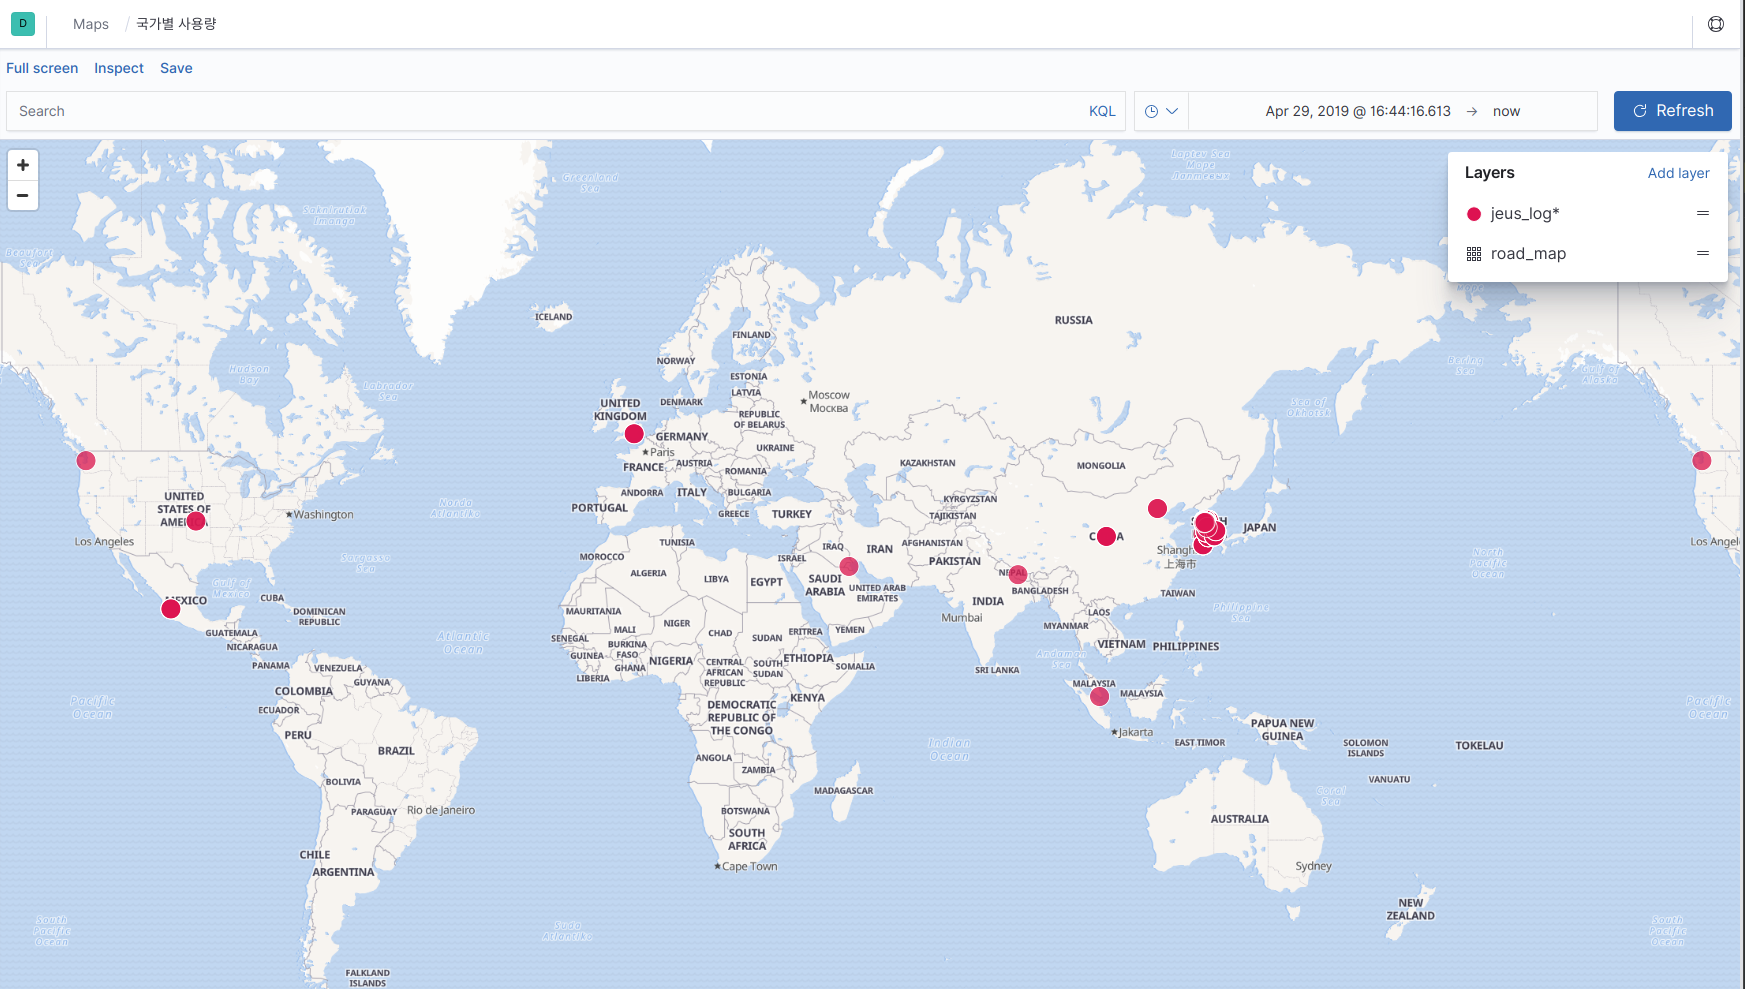 D Maps / 국가별 사용량
Full screen Inspect Save
Search KQL Apr 29, 2019 @ 16:44:16.613 → now Refresh
+
−
Layers Add layer
jeus_log*
road_map
Greenland
Sea
Laptev Sea
Море
Лаптевых
Beaufort
Hudson
Bay
Labrador
Sea
ICELAND
RUSSIA
FINLAND
NORWAY
ESTONIA
LATVIA
DENMARK
Moscow
Москва
UNITED
KINGDOM
REPUBLIC
OF BELARUS
GERMANY
Paris
UKRAINE
FRANCE
AUSTRIA
ROMANIA
KAZAKHSTAN
MONGOLIA
Sea of
Okhotsk
Bering
Sea
Gulf of
Alaska
ANDORRA
ITALY
BULGARIA
PORTUGAL
GREECE
TURKEY
KYRGYZSTAN
TAJIKISTAN
UNITED
STATES OF
Washington
Los Angeles
Sargasso
Sea
Gulf of
Mexico
JAPAN
Los Angel
North
Pacific
Ocean
TUNISIA
MOROCCO
ISRAEL
IRAQ
IRAN
AFGHANISTAN
PAKISTAN
Shangh
上海市
ALGERIA
LIBYA
EGYPT
SAUDI
ARABIA
UNITED ARAB
EMIRATES
BANGLADESH
TAIWAN
INDIA
Mumbai
Philippine
Sea
CUBA
DOMINICAN
REPUBLIC
MAURITANIA
MALI
NIGER
CHAD
SUDAN
ERITREA
YEMEN
LAOS
MYANMAR
VIETNAM
PHILIPPINES
GUATEMALA
NICARAGUA
PANAMA
VENEZUELA
GUYANA
COLOMBIA
ECUADOR
PERU
BRAZIL
BOLIVIA
PARAGUAY
Rio de Janeiro
CHILE
ARGENTINA
FALKLAND
ISLANDS
Atlantic
Ocean
Pacific
Ocean
South
Pacific
Ocean
SENEGAL
GUINEA
BURKINA
FASO
GHANA
LIBERIA
NIGERIA
CENTRAL
AFRICAN
REPUBLIC
SOUTH
SUDAN
ETHIOPIA
SOMALIA
KENYA
DEMOCRATIC
REPUBLIC OF
THE CONGO
ANGOLA
ZAMBIA
BOTSWANA
SOUTH
AFRICA
Cape Town
MADAGASCAR
Indian
Ocean
SRI LANKA
Andaman
Sea
MALAYSIA
MALAYSIA
Jakarta
EAST TIMOR
PAPUA NEW
GUINEA
SOLOMON
ISLANDS
TOKELAU
VANUATU
Coral
Sea
AUSTRALIA
Sydney
NEW
ZEALAND
Pacific
Ocean
South
Pacific
Ocean